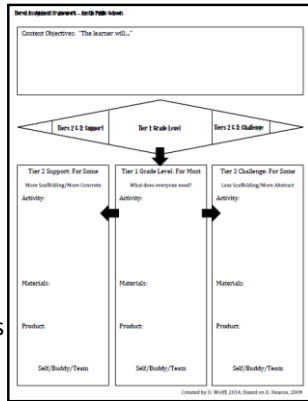 Tiered Assignment Framework – Austin Public Schools
Content Objectives: "The learner will..."
Tiers 2 & 3: Support
Tier 1: Grade Level
Tiers 2 & 3: Challenge
Tier 2 Support: For Some
More Scaffolding/More Concrete
Activity:
Materials:
Product:
Self/Buddy/Team
Tier 1 Grade Level: For Most
What does everyone need?
Activity:
Materials:
Product:
Self/Buddy/Team
Tier 2 Challenge: For Some
Less Scaffolding/More Abstract
Activity:
Materials:
Product:
Self/Buddy/Team
Created by D. Wolff, 2014; Based on D. Heacox, 2009